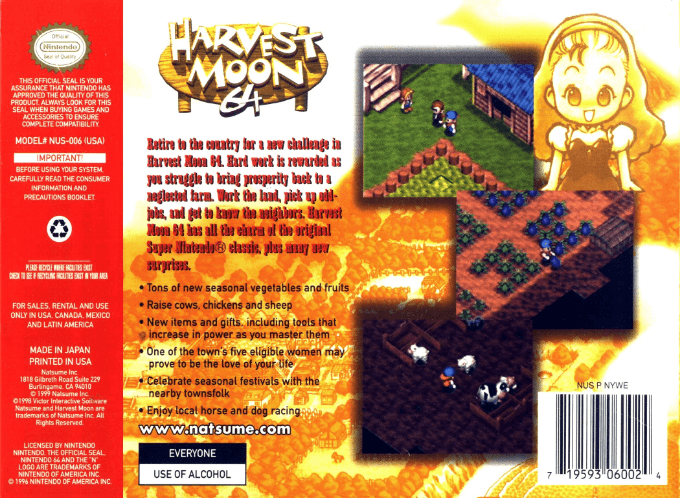 Official
Nintendo
Seal of Quality
THIS OFFICIAL SEAL IS YOUR
ASSURANCE THAT NINTENDO HAS
APPROVED THE QUALITY OF THIS
PRODUCT. ALWAYS LOOK FOR THIS
SEAL WHEN BUYING GAMES AND
ACCESSORIES TO ENSURE
COMPLETE COMPATIBILITY.
MODEL# NUS-006 (USA)
IMPORTANT!
BEFORE USING YOUR SYSTEM,
CAREFULLY READ THE CONSUMER
INFORMATION AND
PRECAUTIONS BOOKLET.
PLEASE RECYCLE WHERE FACILITIES EXIST
CHECK TO SEE IF RECYCLING FACILITIES EXIST IN YOUR AREA
FOR SALES, RENTAL AND USE
ONLY IN USA, CANADA, MEXICO
AND LATIN AMERICA
MADE IN JAPAN
PRINTED IN USA
Natsume Inc.
1818 Gilbreth Road Suite 229
Burlingame, CA 94010
© 1999 Natsume Inc.
©1999 Victor Interactive Software
Natsume and Harvest Moon are
trademarks of Natsume Inc. All
Rights Reserved.
LICENSED BY NINTENDO
NINTENDO, THE OFFICIAL SEAL,
NINTENDO 64 AND THE "N"
LOGO ARE TRADEMARKS OF
NINTENDO OF AMERICA INC.
© 1996 NINTENDO OF AMERICA INC.
HARVEST
MOON
64
Retire to the country for a new challenge in
Harvest Moon 64. Hard work is rewarded as
you struggle to bring prosperity back to a
neglected farm. Work the land, pick up odd-
jobs, and get to know the neighbors. Harvest
Moon 64 has all the charm of the original
Super Nintendo® classic, plus many new
surprises.
• Tons of new seasonal vegetables and fruits
• Raise cows, chickens and sheep
• New items and gifts, including tools that
increase in power as you master them
• One of the town's five eligible women may
prove to be the love of your life
• Celebrate seasonal festivals with the
nearby townsfolk
• Enjoy local horse and dog racing
www.natsume.com
EVERYONE
USE OF ALCOHOL
NUS P NYWE
7 19593 06002 4